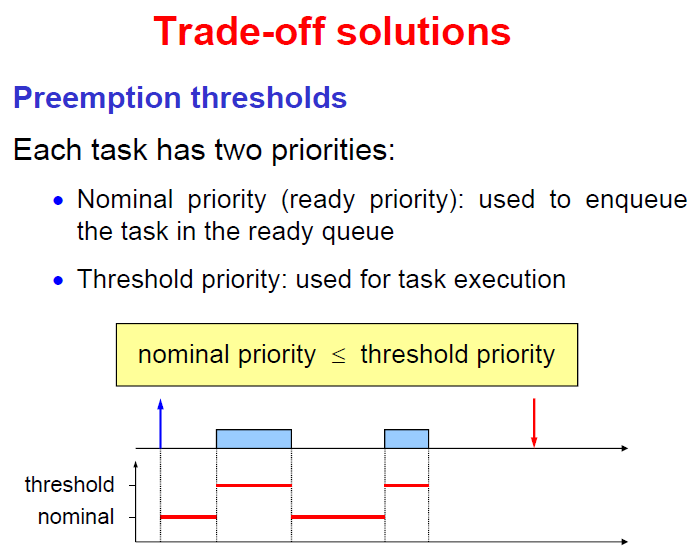 Trade-off solutions
Preemption thresholds
Each task has two priorities:
• Nominal priority (ready priority): used to enqueue
the task in the ready queue
• Threshold priority: used for task execution
nominal priority ≤ threshold priority
threshold
nominal